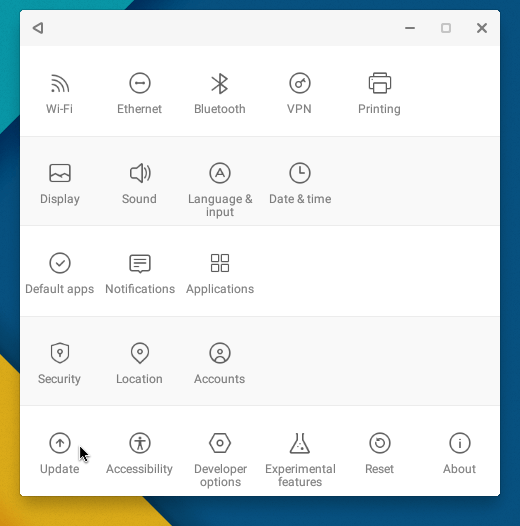 Wi-Fi
Ethernet
Bluetooth
VPN
Printing
Display
Sound
Language &
input
Date & time
Default apps
Notifications
Applications
Security
Location
Accounts
Update
Accessibility
Developer
options
Experimental
features
Reset
About